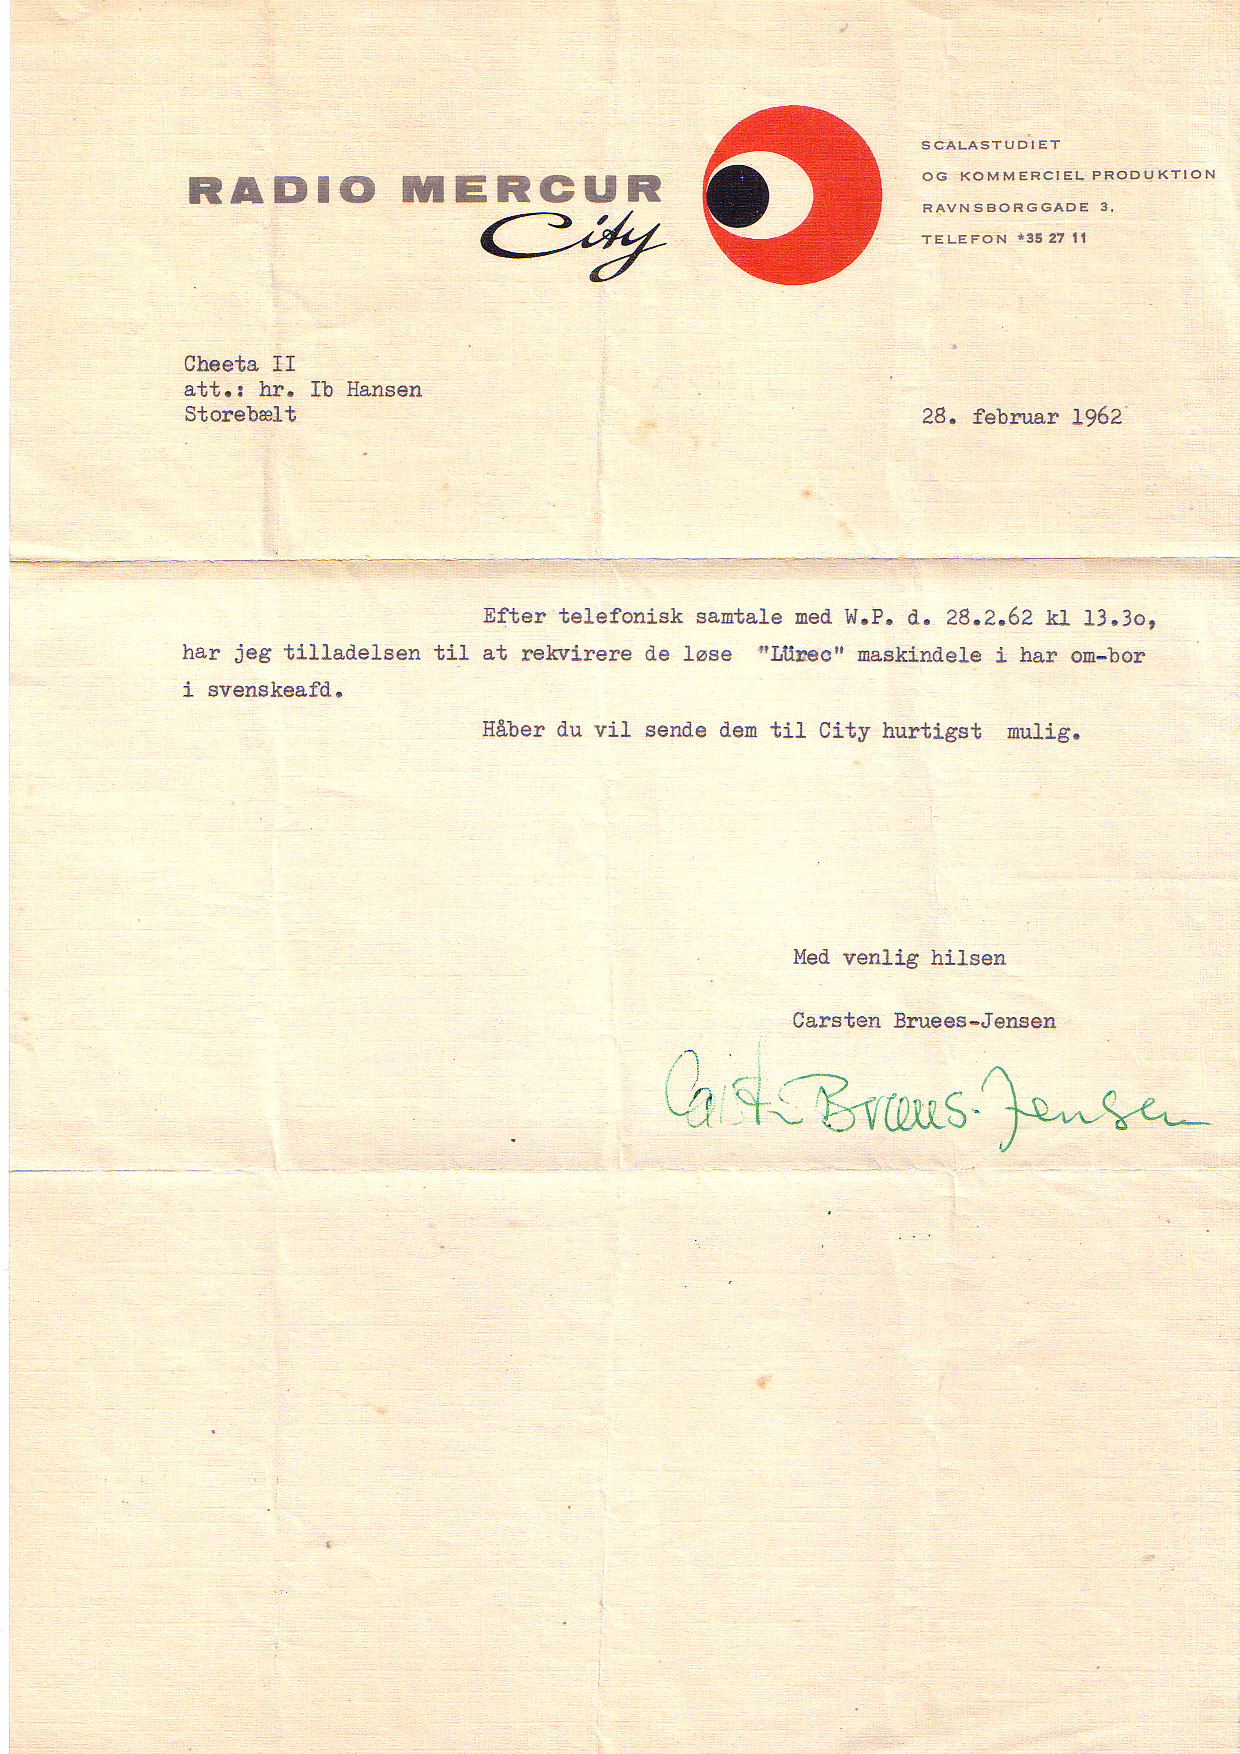 RADIO MERCUR
City
SCALASTUDIET
OG KOMMERCIEL PRODUKTION
RAVNSBORGGADE 3.
TELEFON *35 27 11
Cheeta II
att.: hr. Ib Hansen
Storebælt
28. februar 1962
Efter telefonisk samtale med W.P. d. 28.2.62 kl 13.3o,
har jeg tilladelsen til at rekvirere de løse "Lürec" maskindele i har om-bor
i svenskeafd.
Håber du vil sende dem til City hurtigst mulig.
Med venlig hilsen
Carsten Bruees-Jensen
Carsten Bruees-Jensen